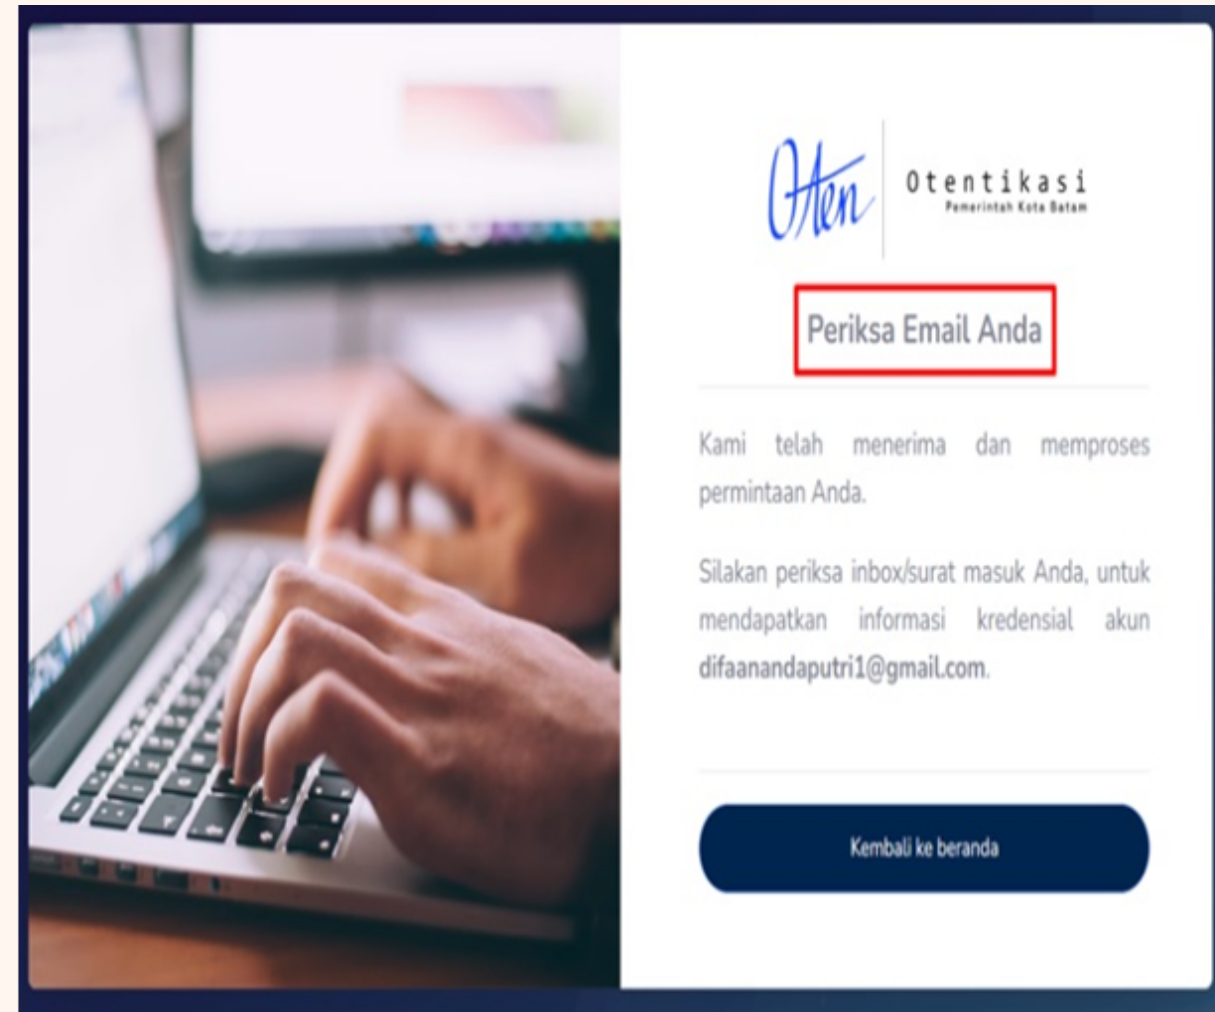 Oten
Otentikasi
Pemerintah Kota Batam
Periksa Email Anda
Kami telah menerima dan memproses
permintaan Anda.
Silakan periksa inbox/surat masuk Anda, untuk
mendapatkan informasi kredensial akun
difaanandaputri1@gmail.com.
Kembali ke beranda